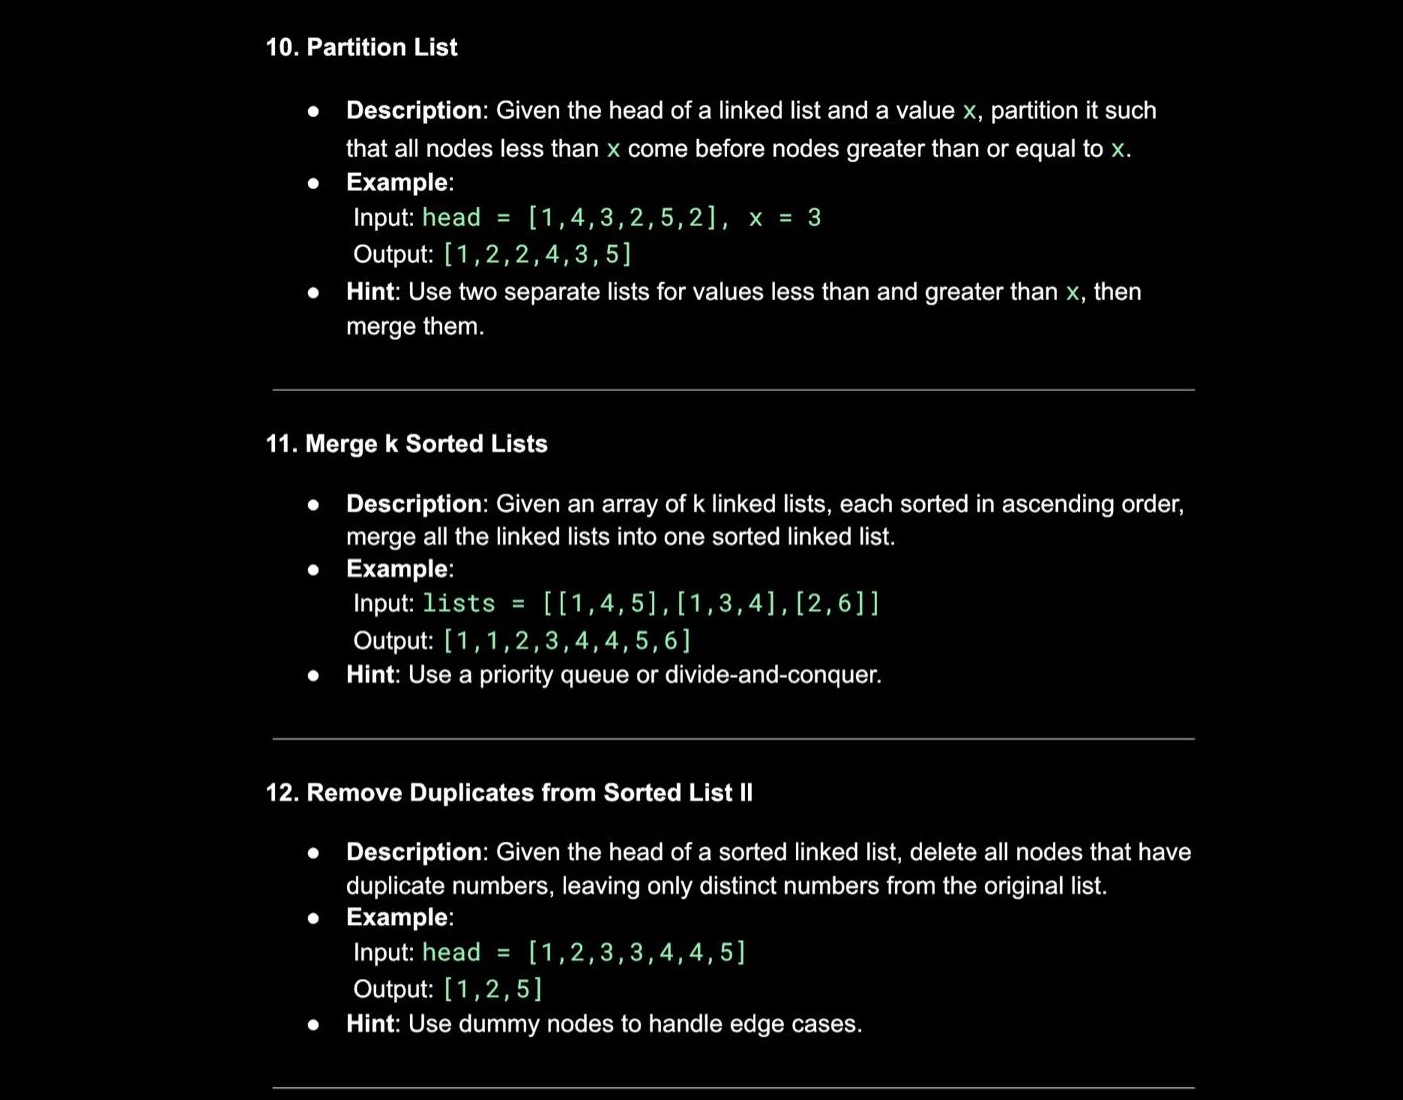 10. Partition List
● Description: Given the head of a linked list and a value x, partition it such
that all nodes less than x come before nodes greater than or equal to x.
● Example:
Input: head = [1,4,3,2,5,2], x = 3
Output: [1,2,2,4,3,5]
● Hint: Use two separate lists for values less than and greater than x, then
merge them.
11. Merge k Sorted Lists
● Description: Given an array of k linked lists, each sorted in ascending order,
merge all the linked lists into one sorted linked list.
● Example:
Input: lists = [[1,4,5],[1,3,4],[2,6]]
Output: [1,1,2,3,4,4,5,6]
● Hint: Use a priority queue or divide-and-conquer.
12. Remove Duplicates from Sorted List II
● Description: Given the head of a sorted linked list, delete all nodes that have
duplicate numbers, leaving only distinct numbers from the original list.
● Example:
Input: head = [1,2,3,3,4,4,5]
Output: [1,2,5]
● Hint: Use dummy nodes to handle edge cases.